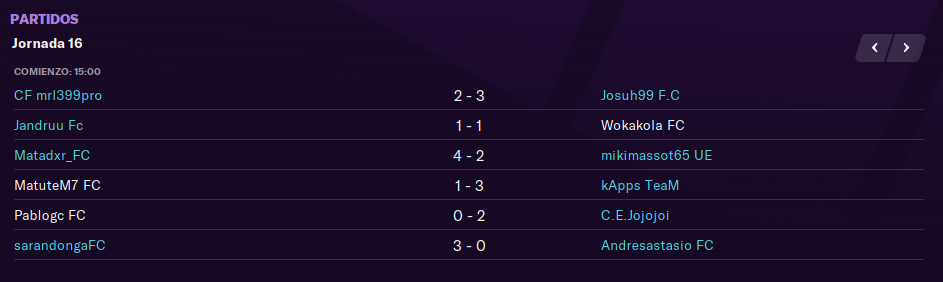 PARTIDOS
Jornada 16
COMIENZO: 15:00
CF mrl399pro 2 - 3 Josuh99 F.C
Jandruu Fc 1 - 1 Wokakola FC
Matadxr_FC 4 - 2 mikimassot65 UE
MatuteM7 FC 1 - 3 kApps TeaM
Pablogc FC 0 - 2 C.E.Jojojoi
sarandongaFC 3 - 0 Andresastasio FC